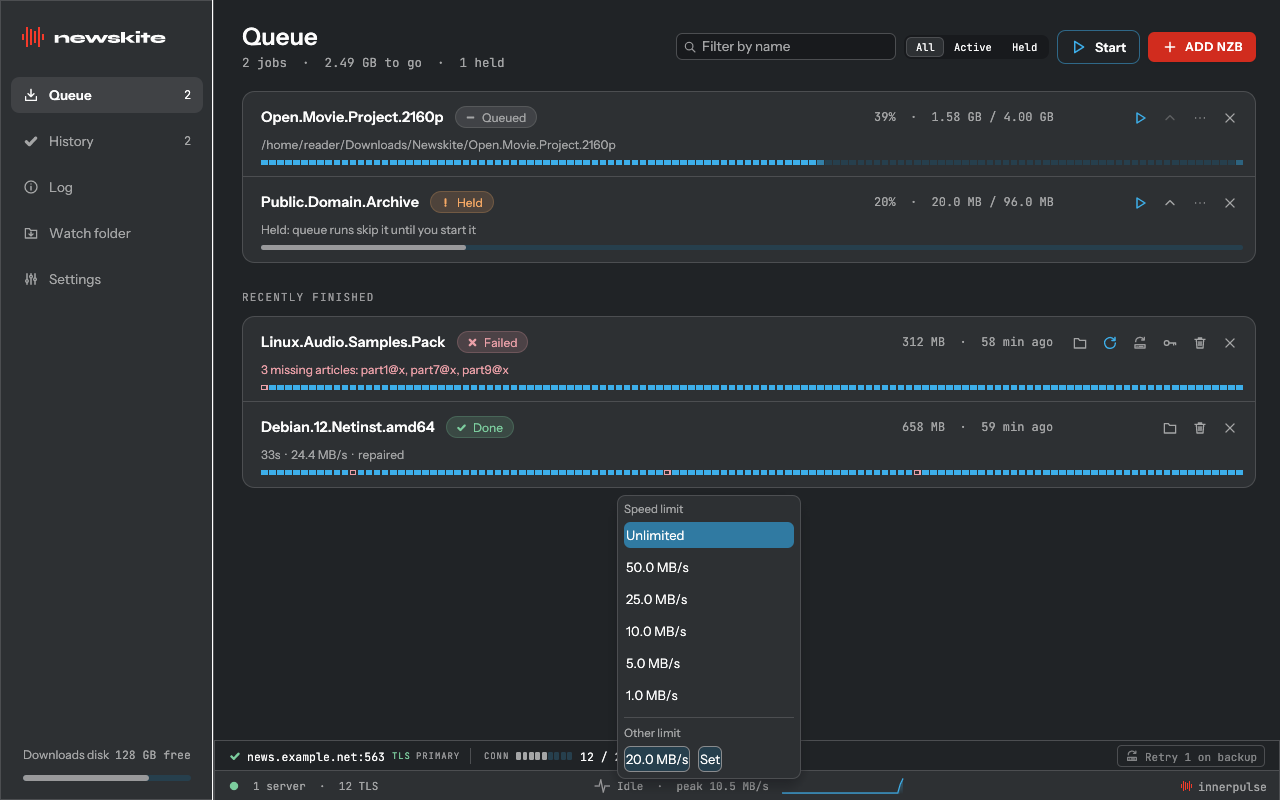 newskite
Queue 2
History 2
Log
Watch folder
Settings
Downloads disk 128 GB free
Queue
2 jobs · 2.49 GB to go · 1 held
Filter by name
All Active Held
Start
ADD NZB
Open.Movie.Project.2160p Queued 39% · 1.58 GB / 4.00 GB
/home/reader/Downloads/Newskite/Open.Movie.Project.2160p
Public.Domain.Archive Held 20% · 20.0 MB / 96.0 MB
Held: queue runs skip it until you start it
RECENTLY FINISHED
Linux.Audio.Samples.Pack Failed 312 MB · 58 min ago
3 missing articles: part1@x, part7@x, part9@x
Debian.12.Netinst.amd64 Done 658 MB · 59 min ago
33s · 24.4 MB/s · repaired
Speed limit
Unlimited
50.0 MB/s
25.0 MB/s
10.0 MB/s
5.0 MB/s
1.0 MB/s
Other limit
20.0 MB/s Set
news.example.net:563 TLS PRIMARY CONN 12 /
Retry 1 on backup
1 server · 12 TLS
Idle · peak 10.5 MB/s
innerpulse